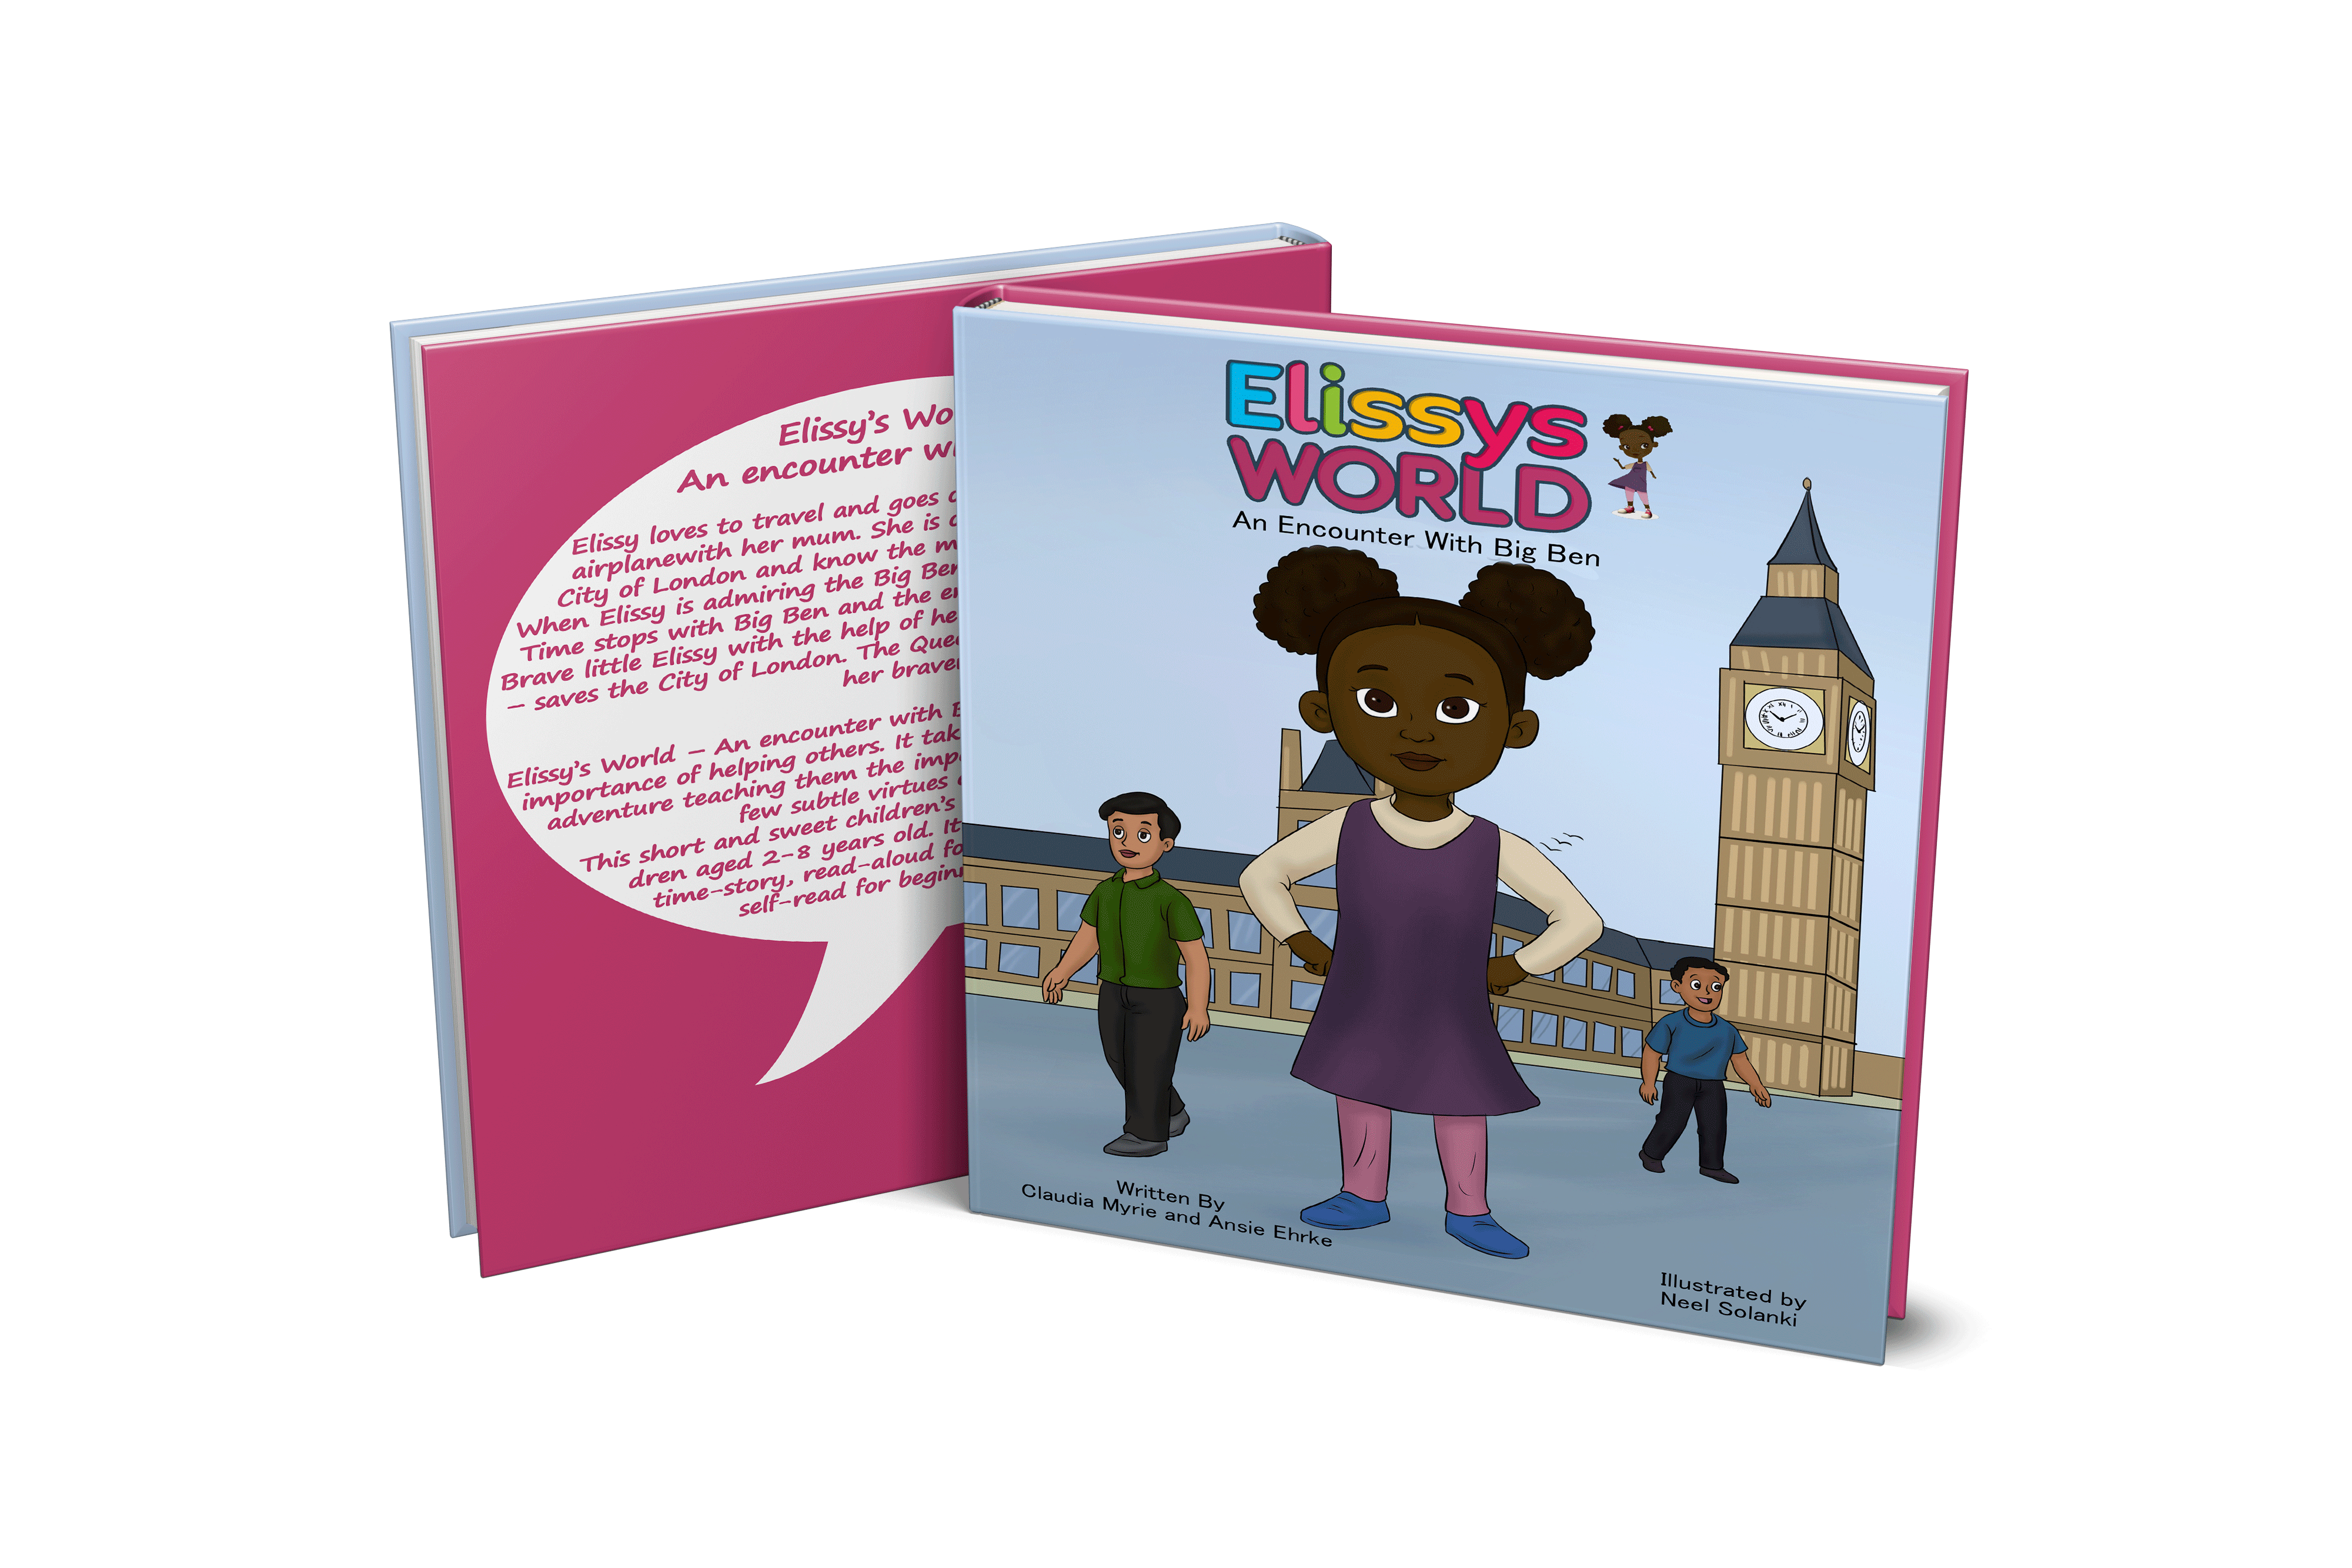 Elissy's Wo
An encounter w
Elissy loves to travel and goes
airplanewith her mum. She is
City of London and know the m
When Elissy is admiring the Big Ben
Time stops with Big Ben and the
Brave little Elissy with the help of he
– saves the City of London. The Quee
her braver
Elissy's World – An encounter with B
importance of helping others. It tak
adventure teaching them the impo
few subtle virtues
This short and sweet children's
dren aged 2-8 years old. It
time-story, read-aloud fo
self-read for beginn
Elissys
WORLD
An Encounter With Big Ben
Written By
Claudia Myrie and Ansie Ehrke
Illustrated by
Neel Solanki